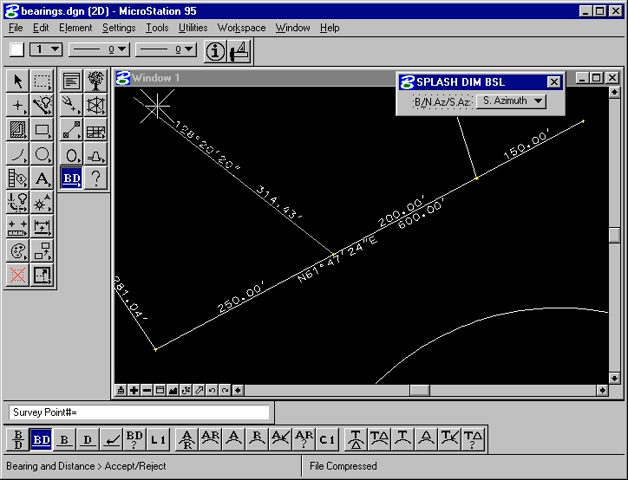 bearings.dgn (2D) - MicroStation 95
File Edit Element Settings Tools Utilities Workspace Window Help
1 0 0
Window 1
SPLASH DIM BSL
B/N.Az/S.Az: S. Azimuth
128°20'20"
314.43'
150.00'
200.00'
600.00'
N61°47'24"E
250.00'
281.04'
A
BD ?
Survey Point#=
B D BD B D BD ? L1 A R AR A R AR ? C1 T T T T ?
Bearing and Distance > Accept/Reject File Compressed